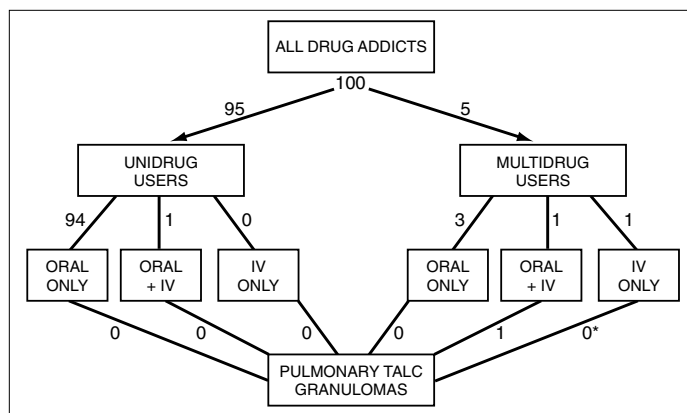 ALL DRUG ADDICTS
100
95 5
UNIDRUG
USERS
MULTIDRUG
USERS
94 1 0 3 1 1
ORAL
ONLY
ORAL
+ IV
IV
ONLY
ORAL
ONLY
ORAL
+ IV
IV
ONLY
0 0 0 0 1 0*
PULMONARY TALC
GRANULOMAS